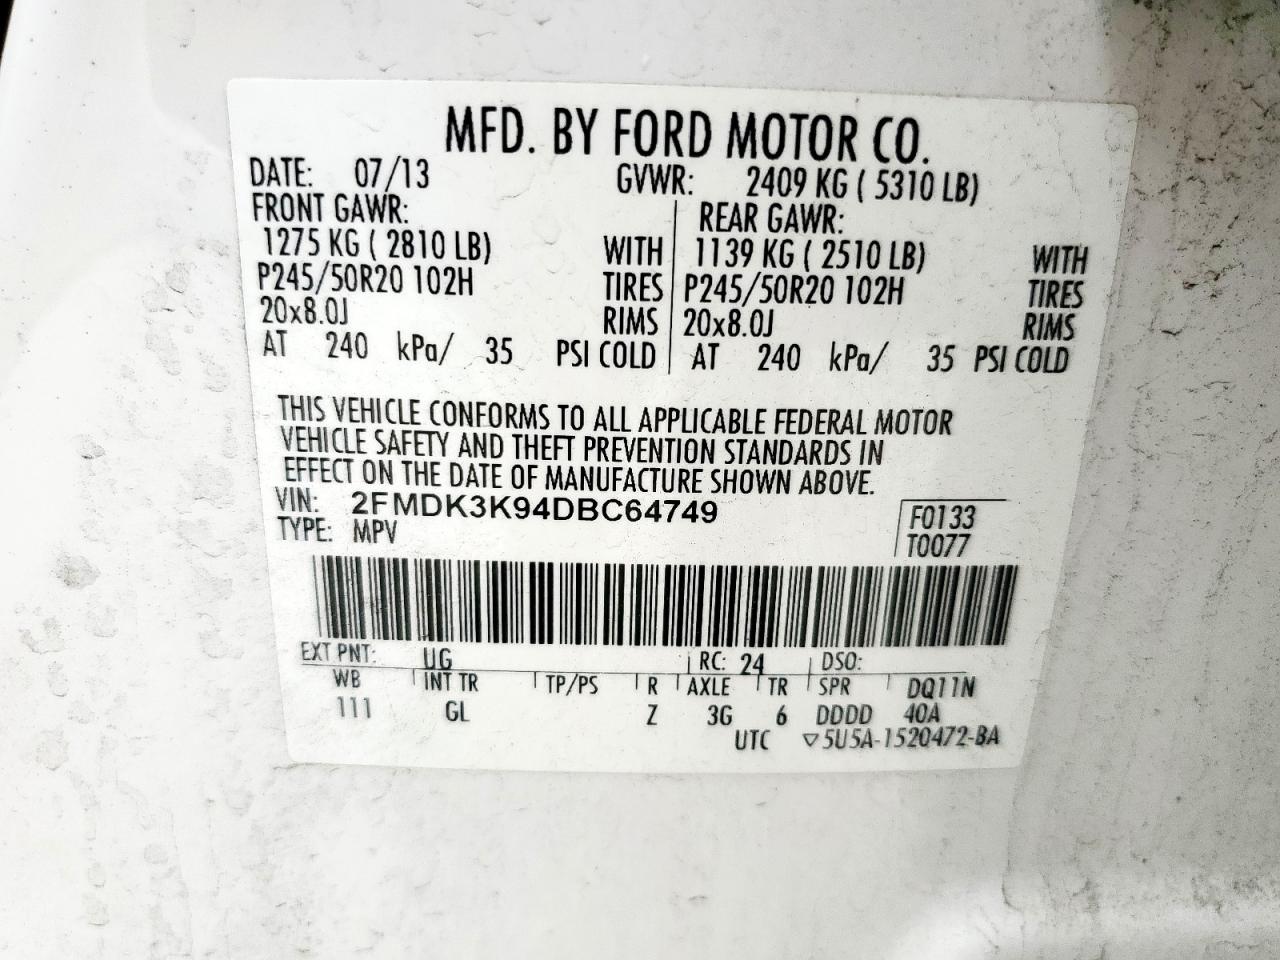 MFD. BY FORD MOTOR CO.
DATE: 07/13 GVWR: 2409 KG ( 5310 LB)
FRONT GAWR: REAR GAWR:
1275 KG ( 2810 LB) WITH 1139 KG ( 2510 LB) WITH
P245/50R20 102H TIRES P245/50R20 102H TIRES
20x8.0J RIMS 20x8.0J RIMS
AT 240 kPa/ 35 PSI COLD AT 240 kPa/ 35 PSI COLD
THIS VEHICLE CONFORMS TO ALL APPLICABLE FEDERAL MOTOR
VEHICLE SAFETY AND THEFT PREVENTION STANDARDS IN
EFFECT ON THE DATE OF MANUFACTURE SHOWN ABOVE.
VIN: 2FMDK3K94DBC64749 F0133
TYPE: MPV T0077
EXT PNT: UG RC: 24 DSO:
WB INT TR TP/PS R AXLE TR SPR DQ11N
111 GL Z 3G 6 DDDD 40A
UTC ▽5U5A-1520472-BA